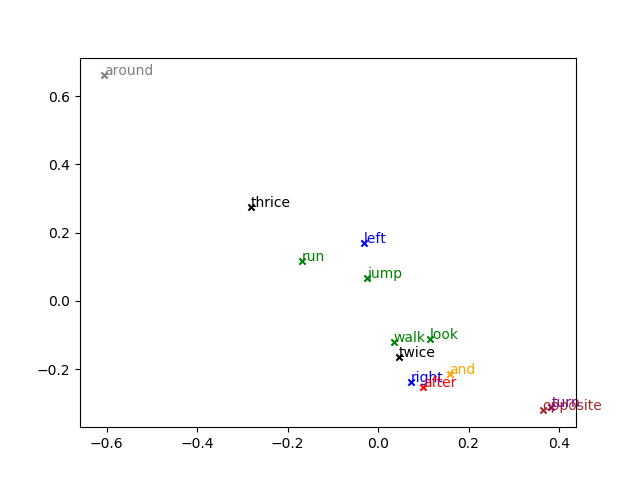 around
0.6
0.4
thrice
left
0.2
run
jump
0.0
look
walk
twice
and
−0.2
right
after
turn
opposite
−0.6
−0.4
−0.2
0.0
0.2
0.4